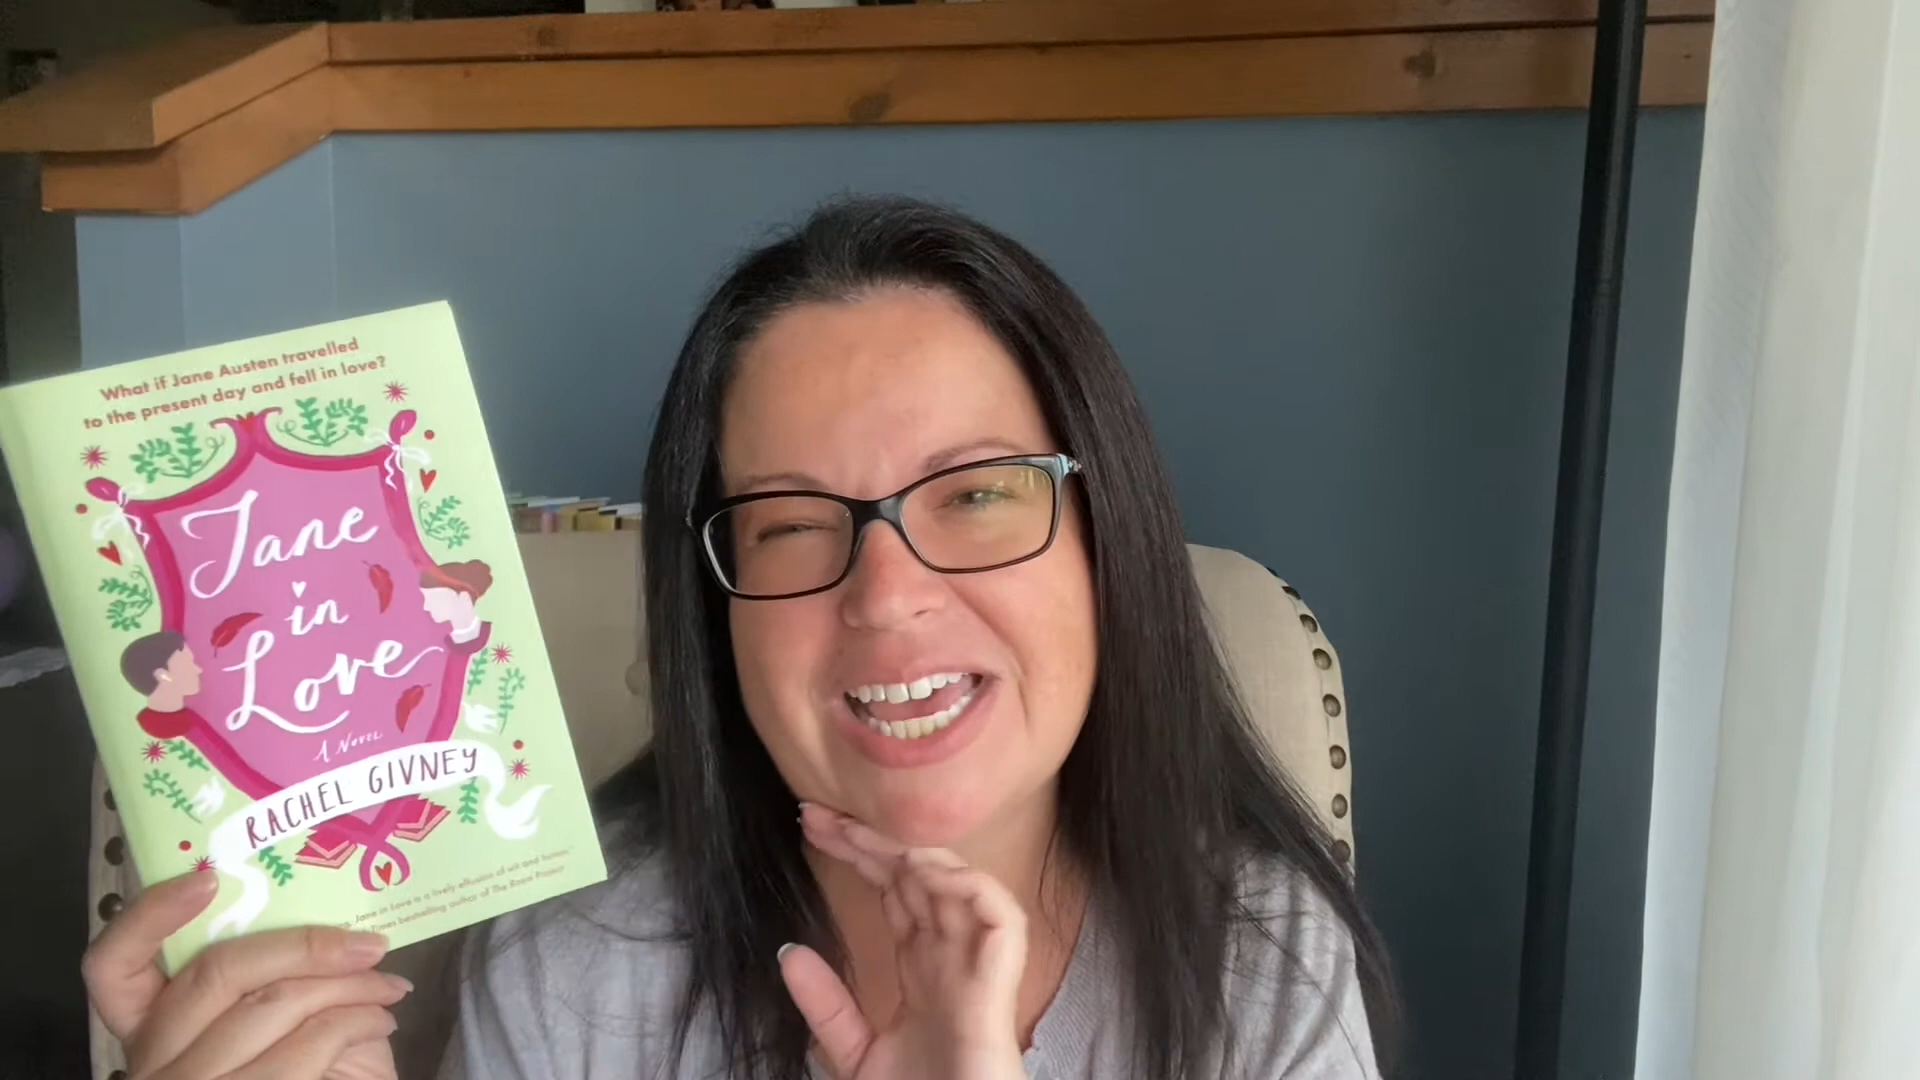 What if Jane Austen travelled
to the present day and fell in love?
Jane
in
Love
A Novel
RACHEL GIVNEY
Jane in Love is a lively effusion of wit and humor."
Times bestselling author of The Rosie Project